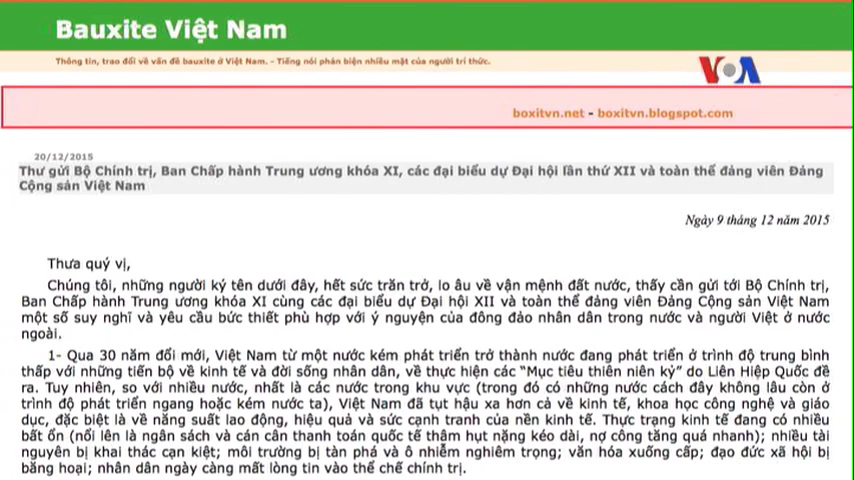 Bauxite Việt Nam
Thông tin, trao đổi về vấn đề bauxite ở Việt Nam. - Tiếng nói phản biện nhiều mặt của người trí thức.
VOA
boxitvn.net - boxitvn.blogspot.com
20/12/2015
Thư gửi Bộ Chính trị, Ban Chấp hành Trung ương khóa XI, các đại biểu dự Đại hội lần thứ XII và toàn thể đảng viên Đảng
Cộng sản Việt Nam
Ngày 9 tháng 12 năm 2015
Thưa quý vị,
Chúng tôi, những người ký tên dưới đây, hết sức trăn trở, lo âu về vận mệnh đất nước, thấy cần gửi tới Bộ Chính trị,
Ban Chấp hành Trung ương khóa XI cùng các đại biểu dự Đại hội XII và toàn thể đảng viên Đảng Cộng sản Việt Nam
một số suy nghĩ và yêu cầu bức thiết phù hợp với ý nguyện của đông đảo nhân dân trong nước và người Việt ở nước
ngoài.
1- Qua 30 năm đổi mới, Việt Nam từ một nước kém phát triển trở thành nước đang phát triển ở trình độ trung bình
thấp với những tiến bộ về kinh tế và đời sống nhân dân, về thực hiện các “Mục tiêu thiên niên kỷ” do Liên Hiệp Quốc đề
ra. Tuy nhiên, so với nhiều nước, nhất là các nước trong khu vực (trong đó có những nước cách đây không lâu còn ở
trình độ phát triển ngang hoặc kém nước ta), Việt Nam đã tụt hậu xa hơn cả về kinh tế, khoa học công nghệ và giáo
dục, đặc biệt là về năng suất lao động, hiệu quả và sức cạnh tranh của nền kinh tế. Thực trạng kinh tế đang có nhiều
bất ổn (nổi lên là ngân sách và cán cân thanh toán quốc tế thâm hụt nặng kéo dài, nợ công tăng quá nhanh); nhiều tài
nguyên bị khai thác cạn kiệt; môi trường bị tàn phá và ô nhiễm nghiêm trọng; văn hóa xuống cấp; đạo đức xã hội bị
băng hoại; nhân dân ngày càng mất lòng tin vào thể chế chính trị.